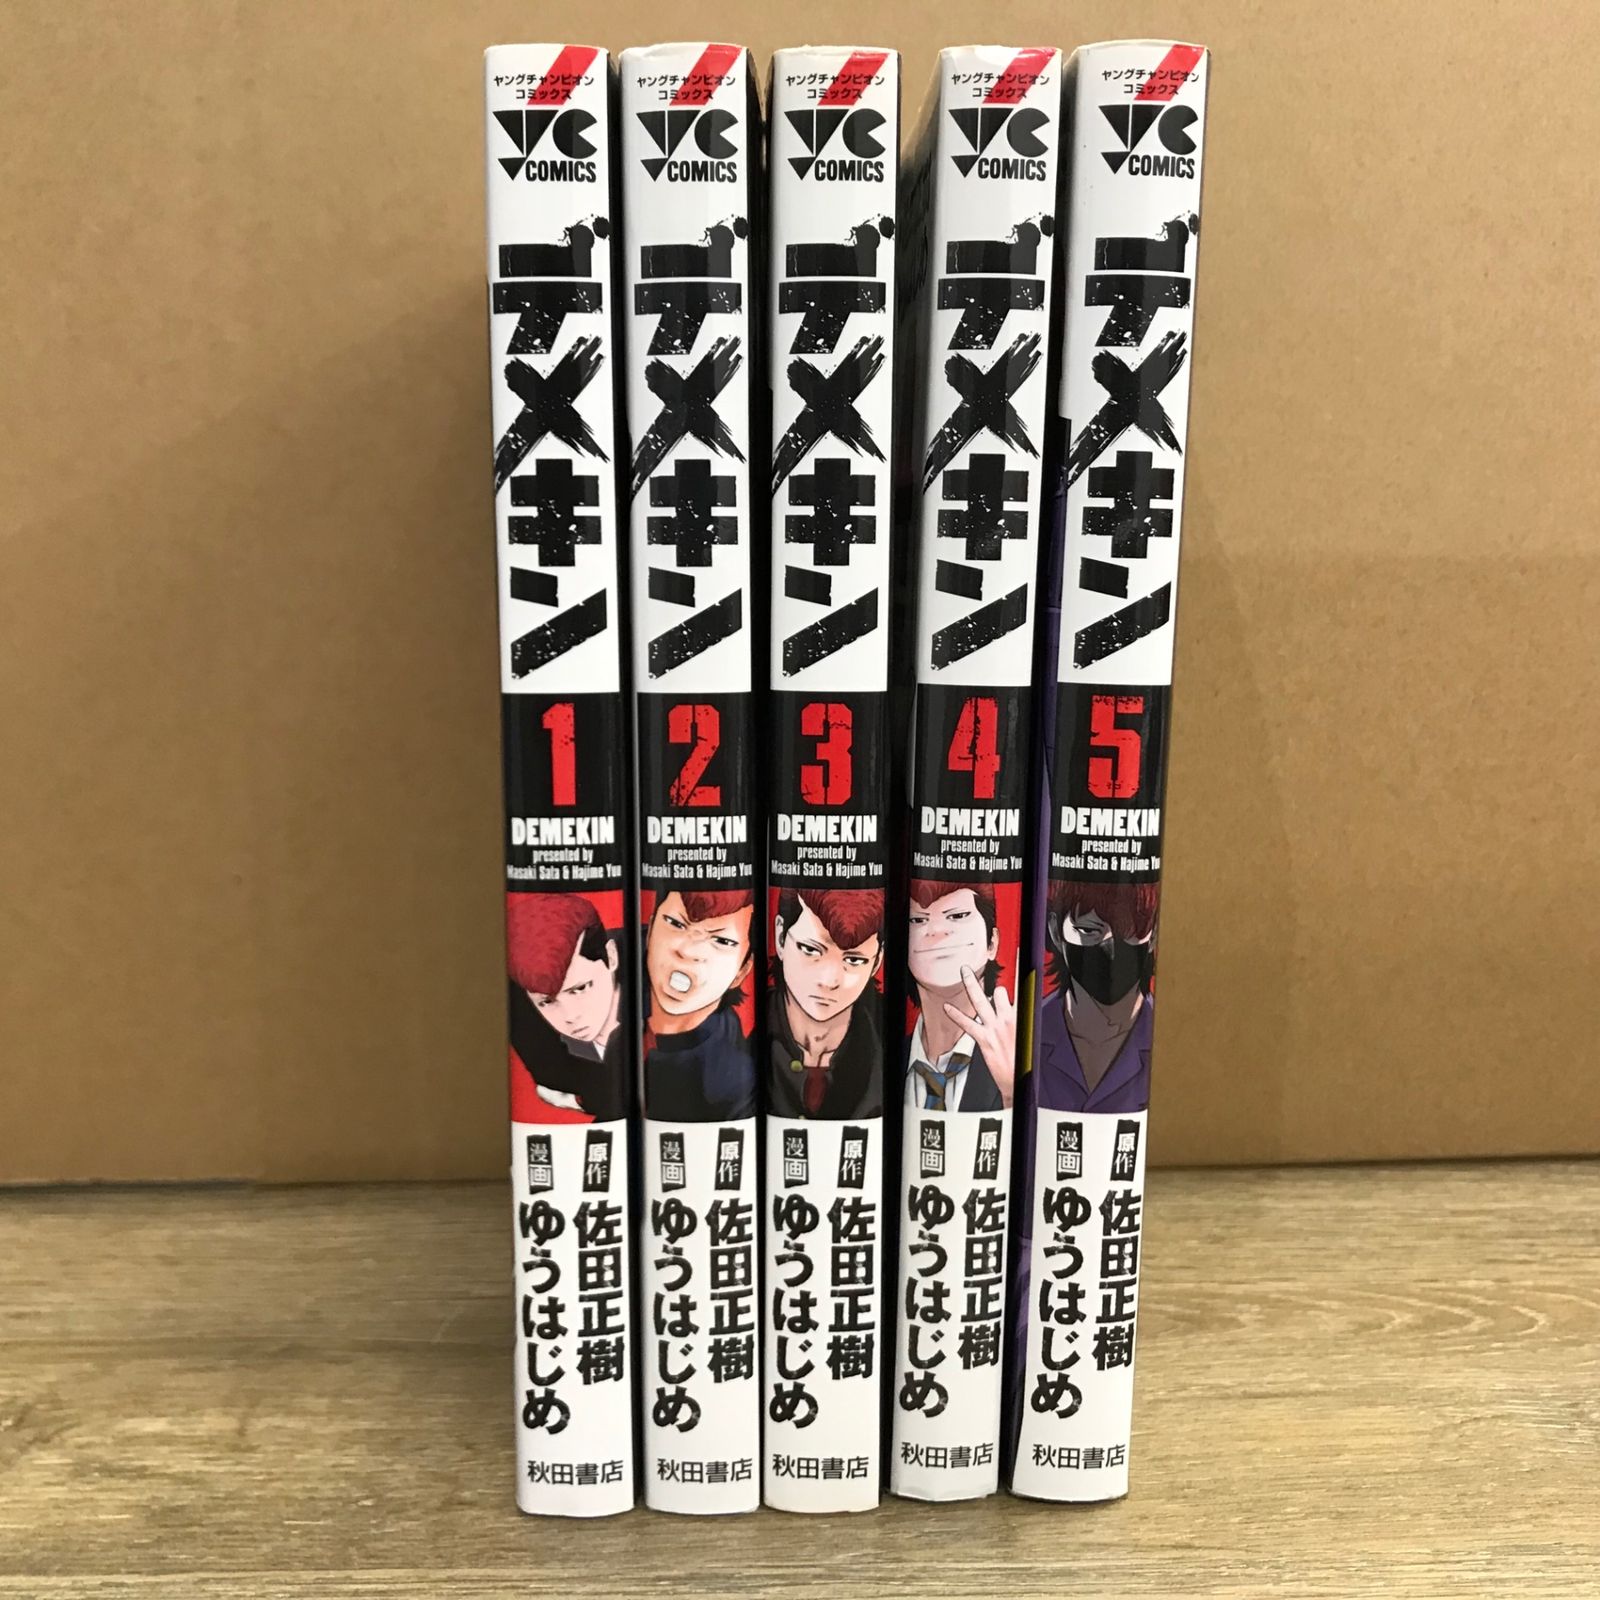 ヤングチャンピオン
コミックス
YC
COMICS
デメキン
1
DEMEKIN
presented by
Masaki Sata & Hajime Yuu
原作
佐田正樹
漫画
ゆうはじめ
秋田書店
ヤングチャンピオン
コミックス
YC
COMICS
デメキン
2
DEMEKIN
presented by
Masaki Sata & Hajime Yuu
原作
佐田正樹
漫画
ゆうはじめ
秋田書店
ヤングチャンピオン
コミックス
YC
COMICS
デメキン
3
DEMEKIN
presented by
Masaki Sata & Hajime Yuu
原作
佐田正樹
漫画
ゆうはじめ
秋田書店
ヤングチャンピオン
コミックス
YC
COMICS
デメキン
4
DEMEKIN
presented by
Masaki Sata & Hajime Yuu
原作
佐田正樹
漫画
ゆうはじめ
秋田書店
ヤングチャンピオン
コミックス
YC
COMICS
デメキン
5
DEMEKIN
presented by
Masaki Sata & Hajime Yuu
原作
佐田正樹
漫画
ゆうはじめ
秋田書店